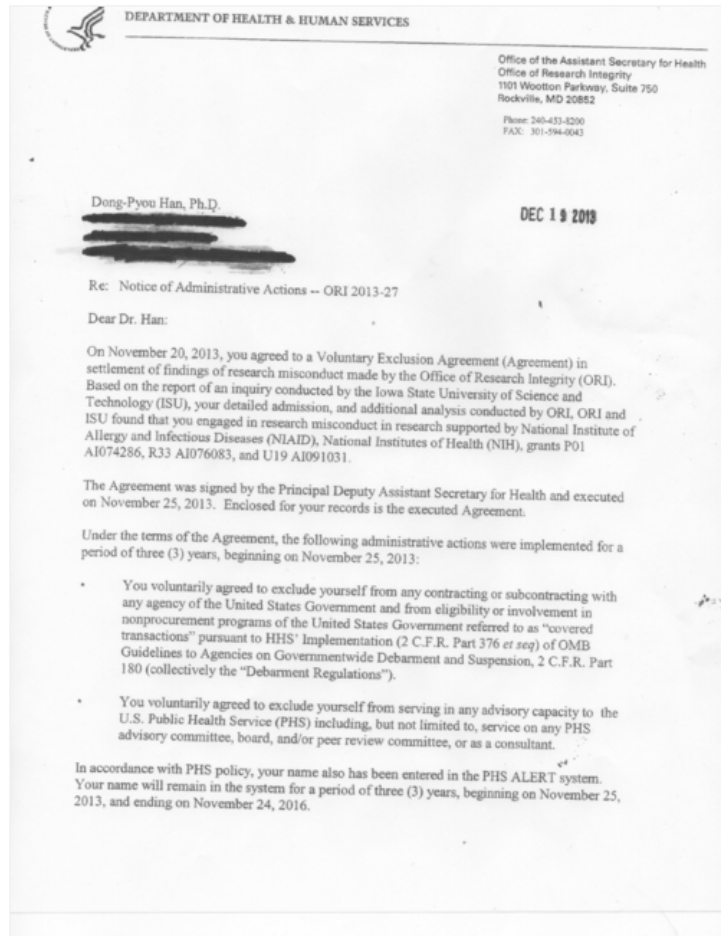 DEPARTMENT OF HEALTH & HUMAN SERVICES
Office of the Assistant Secretary for Health
Office of Research Integrity
1101 Wootton Parkway, Suite 750
Rockville, MD 20852
Phone: 240-453-8200
FAX: 301-594-0043
Dong-Pyou Han, Ph.D.
DEC 19 2013
Re: Notice of Administrative Actions -- ORI 2013-27
Dear Dr. Han:
On November 20, 2013, you agreed to a Voluntary Exclusion Agreement (Agreement) in
settlement of findings of research misconduct made by the Office of Research Integrity (ORI).
Based on the report of an inquiry conducted by the Iowa State University of Science and
Technology (ISU), your detailed admission, and additional analysis conducted by ORI, ORI and
ISU found that you engaged in research misconduct in research supported by National Institute of
Allergy and Infectious Diseases (NIAID), National Institutes of Health (NIH), grants P01
AI074286, R33 AI076083, and U19 AI091031.
The Agreement was signed by the Principal Deputy Assistant Secretary for Health and executed
on November 25, 2013. Enclosed for your records is the executed Agreement.
Under the terms of the Agreement, the following administrative actions were implemented for a
period of three (3) years, beginning on November 25, 2013:
• You voluntarily agreed to exclude yourself from any contracting or subcontracting with
any agency of the United States Government and from eligibility or involvement in
nonprocurement programs of the United States Government referred to as “covered
transactions” pursuant to HHS’ Implementation (2 C.F.R. Part 376 et seq) of OMB
Guidelines to Agencies on Governmentwide Debarment and Suspension, 2 C.F.R. Part
180 (collectively the “Debarment Regulations”).
• You voluntarily agreed to exclude yourself from serving in any advisory capacity to the
U.S. Public Health Service (PHS) including, but not limited to, service on any PHS
advisory committee, board, and/or peer review committee, or as a consultant.
In accordance with PHS policy, your name also has been entered in the PHS ALERT system.
Your name will remain in the system for a period of three (3) years, beginning on November 25,
2013, and ending on November 24, 2016.